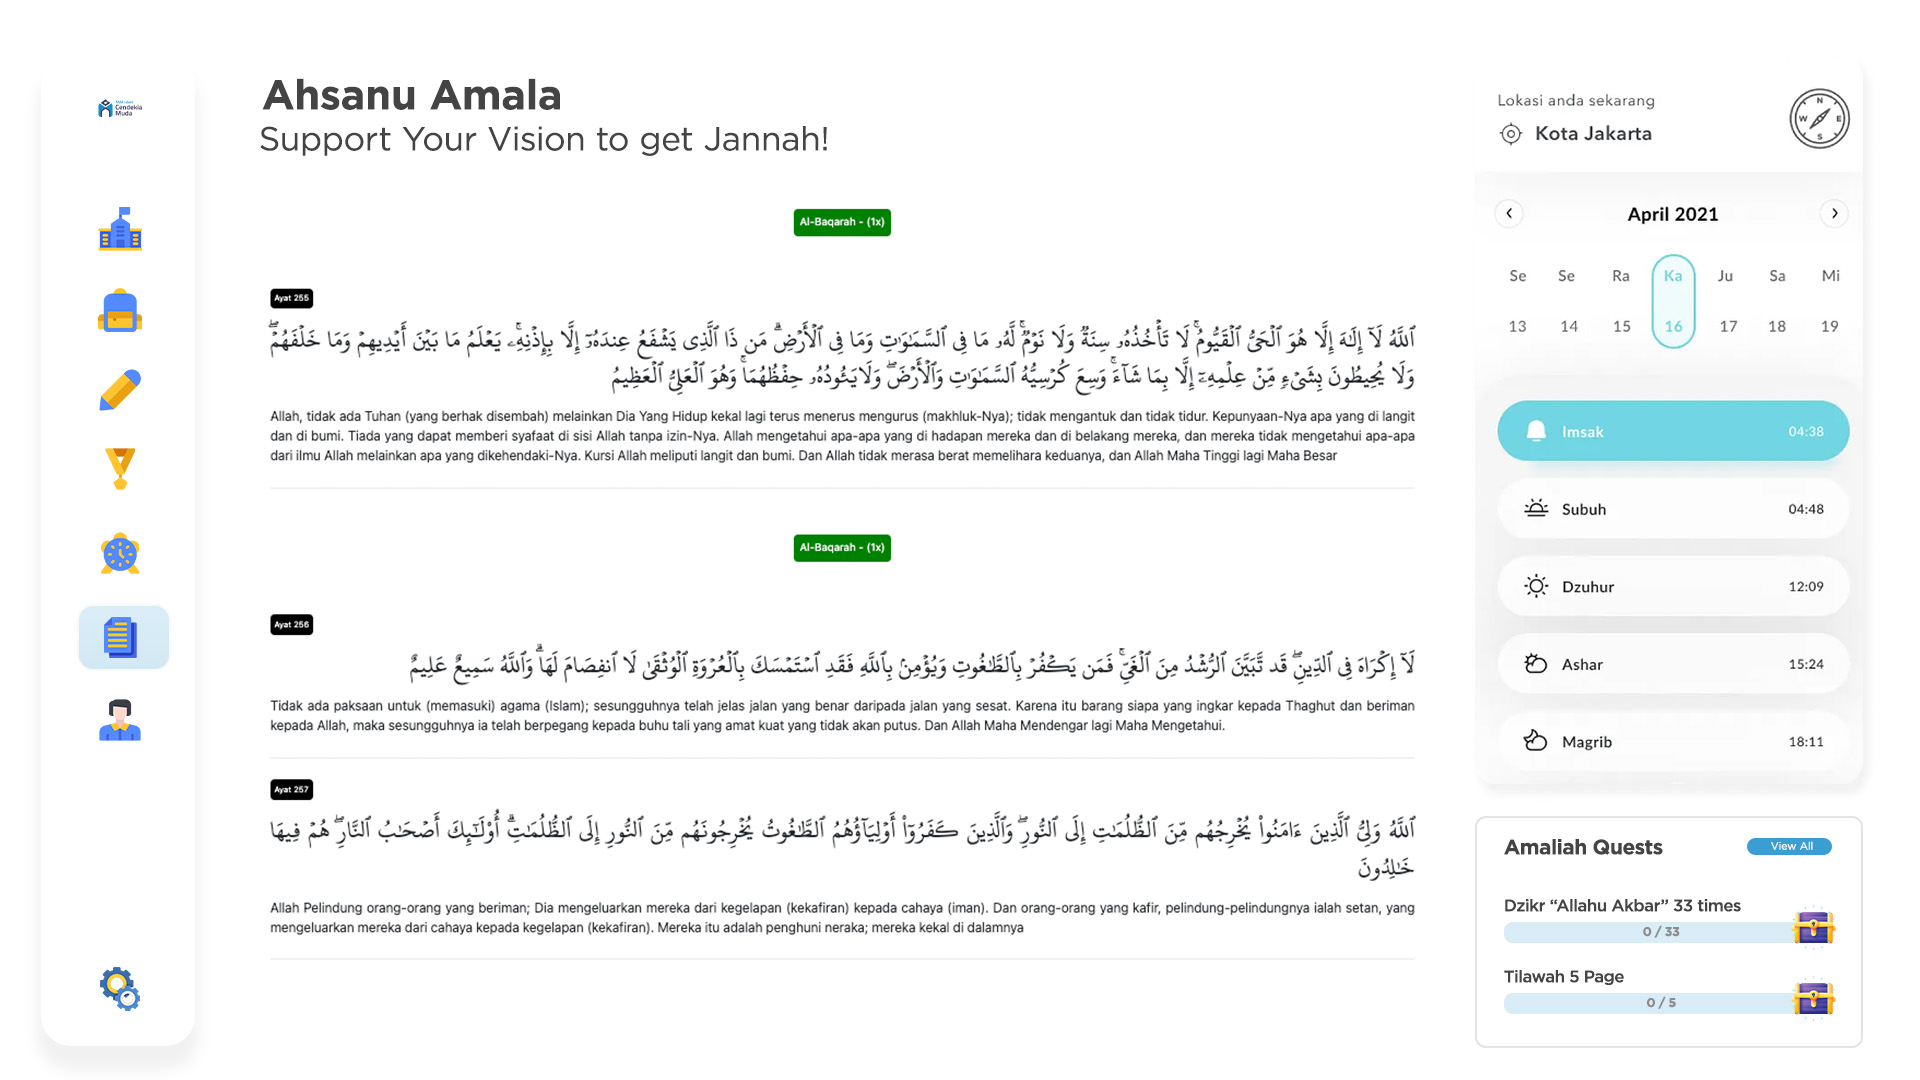 Cendekia
Muda
Ahsanu Amala
Support Your Vision to get Jannah!
Al-Baqarah - (1x)
Ayat 255
ٱللَّهُ لَآ إِلَٰهَ إِلَّا هُوَ ٱلْحَىُّ ٱلْقَيُّومُ ۚ لَا تَأْخُذُهُۥ سِنَةٌ وَلَا نَوْمٌ ۚ لَّهُۥ مَا فِى ٱلسَّمَٰوَٰتِ وَمَا فِى ٱلْأَرْضِ ۗ مَن ذَا ٱلَّذِى يَشْفَعُ عِندَهُۥٓ إِلَّا بِإِذْنِهِۦ ۚ يَعْلَمُ مَا بَيْنَ أَيْدِيهِمْ وَمَا خَلْفَهُمْ ۖ
وَلَا يُحِيطُونَ بِشَىْءٍ مِّنْ عِلْمِهِۦٓ إِلَّا بِمَا شَآءَ ۚ وَسِعَ كُرْسِيُّهُ ٱلسَّمَٰوَٰتِ وَٱلْأَرْضَ ۖ وَلَا يَـُٔودُهُۥ حِفْظُهُمَا ۚ وَهُوَ ٱلْعَلِىُّ ٱلْعَظِيمُ
Allah, tidak ada Tuhan (yang berhak disembah) melainkan Dia Yang Hidup kekal lagi terus menerus mengurus (makhluk-Nya); tidak mengantuk dan tidak tidur. Kepunyaan-Nya apa yang di langit
dan di bumi. Tiada yang dapat memberi syafaat di sisi Allah tanpa izin-Nya. Allah mengetahui apa-apa yang di hadapan mereka dan di belakang mereka, dan mereka tidak mengetahui apa-apa
dari ilmu Allah melainkan apa yang dikehendaki-Nya. Kursi Allah meliputi langit dan bumi. Dan Allah tidak merasa berat memelihara keduanya, dan Allah Maha Tinggi lagi Maha Besar
Al-Baqarah - (1x)
Ayat 256
لَآ إِكْرَاهَ فِى ٱلدِّينِ ۖ قَد تَّبَيَّنَ ٱلرُّشْدُ مِنَ ٱلْغَىِّ ۚ فَمَن يَكْفُرْ بِٱلطَّٰغُوتِ وَيُؤْمِنۢ بِٱللَّهِ فَقَدِ ٱسْتَمْسَكَ بِٱلْعُرْوَةِ ٱلْوُثْقَىٰ لَا ٱنفِصَامَ لَهَا ۗ وَٱللَّهُ سَمِيعٌ عَلِيمٌ
Tidak ada paksaan untuk (memasuki) agama (Islam); sesungguhnya telah jelas jalan yang benar daripada jalan yang sesat. Karena itu barang siapa yang ingkar kepada Thaghut dan beriman
kepada Allah, maka sesungguhnya ia telah berpegang kepada buhu tali yang amat kuat yang tidak akan putus. Dan Allah Maha Mendengar lagi Maha Mengetahui.
Ayat 257
ٱللَّهُ وَلِىُّ ٱلَّذِينَ ءَامَنُوا۟ يُخْرِجُهُم مِّنَ ٱلظُّلُمَٰتِ إِلَى ٱلنُّورِ ۖ وَٱلَّذِينَ كَفَرُوٓا۟ أَوْلِيَآؤُهُمُ ٱلطَّٰغُوتُ يُخْرِجُونَهُم مِّنَ ٱلنُّورِ إِلَى ٱلظُّلُمَٰتِ ۗ أُو۟لَٰٓئِكَ أَصْحَٰبُ ٱلنَّارِ ۖ هُمْ فِيهَا
خَٰلِدُونَ
Allah Pelindung orang-orang yang beriman; Dia mengeluarkan mereka dari kegelapan (kekafiran) kepada cahaya (iman). Dan orang-orang yang kafir, pelindung-pelindungnya ialah setan, yang
mengeluarkan mereka dari cahaya kepada kegelapan (kekafiran). Mereka itu adalah penghuni neraka; mereka kekal di dalamnya
Lokasi anda sekarang
Kota Jakarta
N
W E
S
April 2021
Se Se Ra Ka Ju Sa Mi
13 14 15 16 17 18 19
Imsak 04:38
Subuh 04:48
Dzuhur 12:09
Ashar 15:24
Magrib 18:11
Amaliah Quests View All
Dzikr “Allahu Akbar” 33 times
0 / 33
Tilawah 5 Page
0 / 5